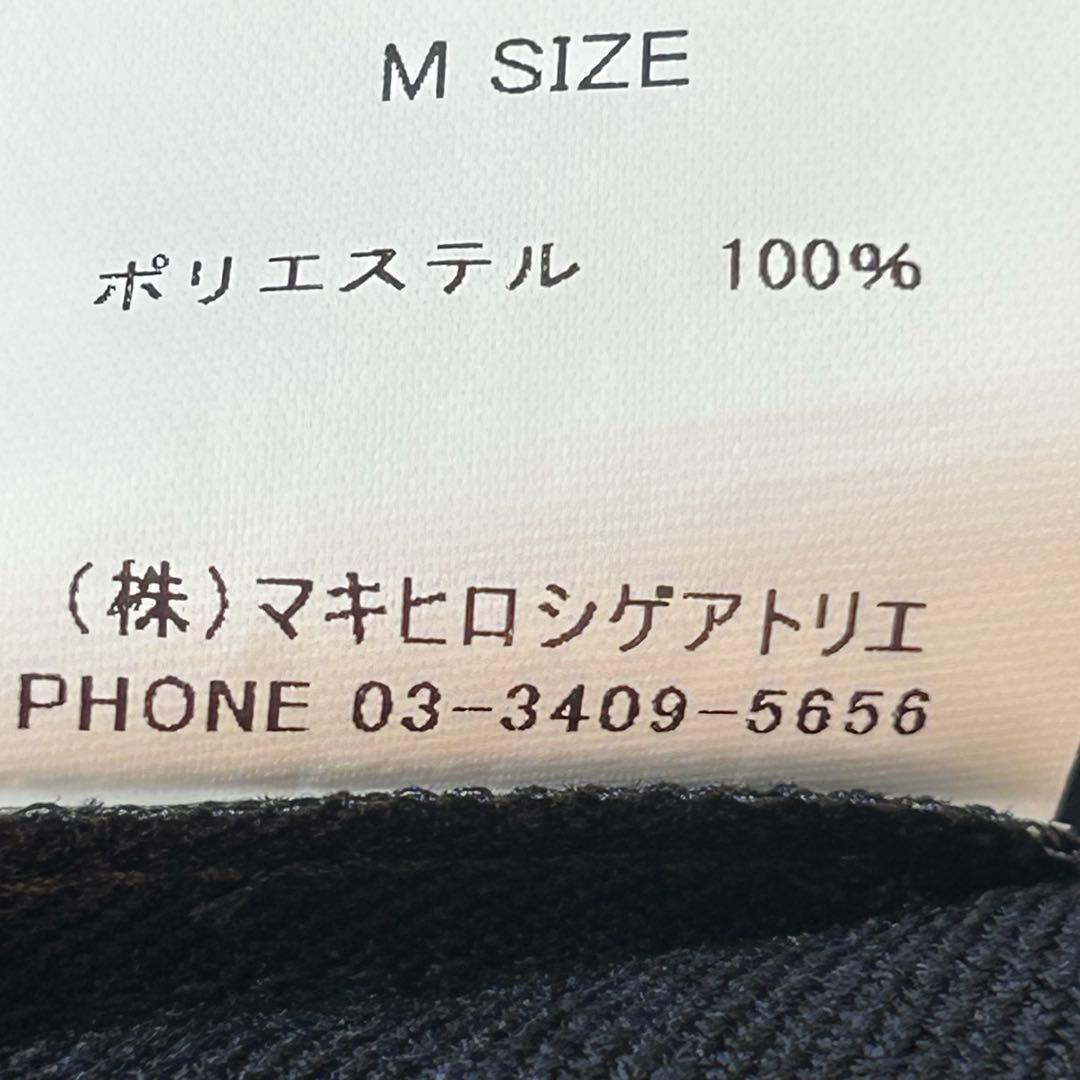 M SIZE
ポリエステル 100%
(株)マキヒロシゲアトリエ
PHONE 03-3409-5656